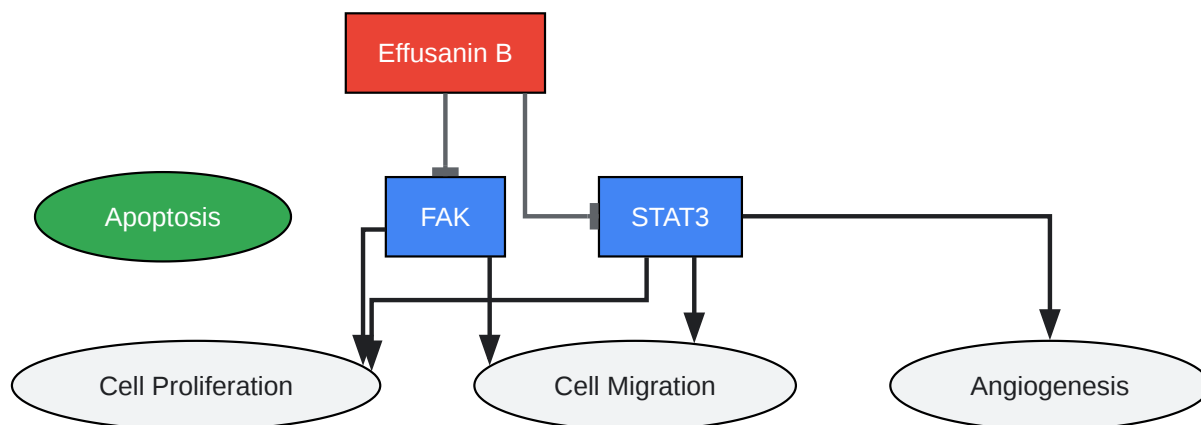 Effusanin B
Apoptosis
FAK
STAT3
Cell Proliferation
Cell Migration
Angiogenesis